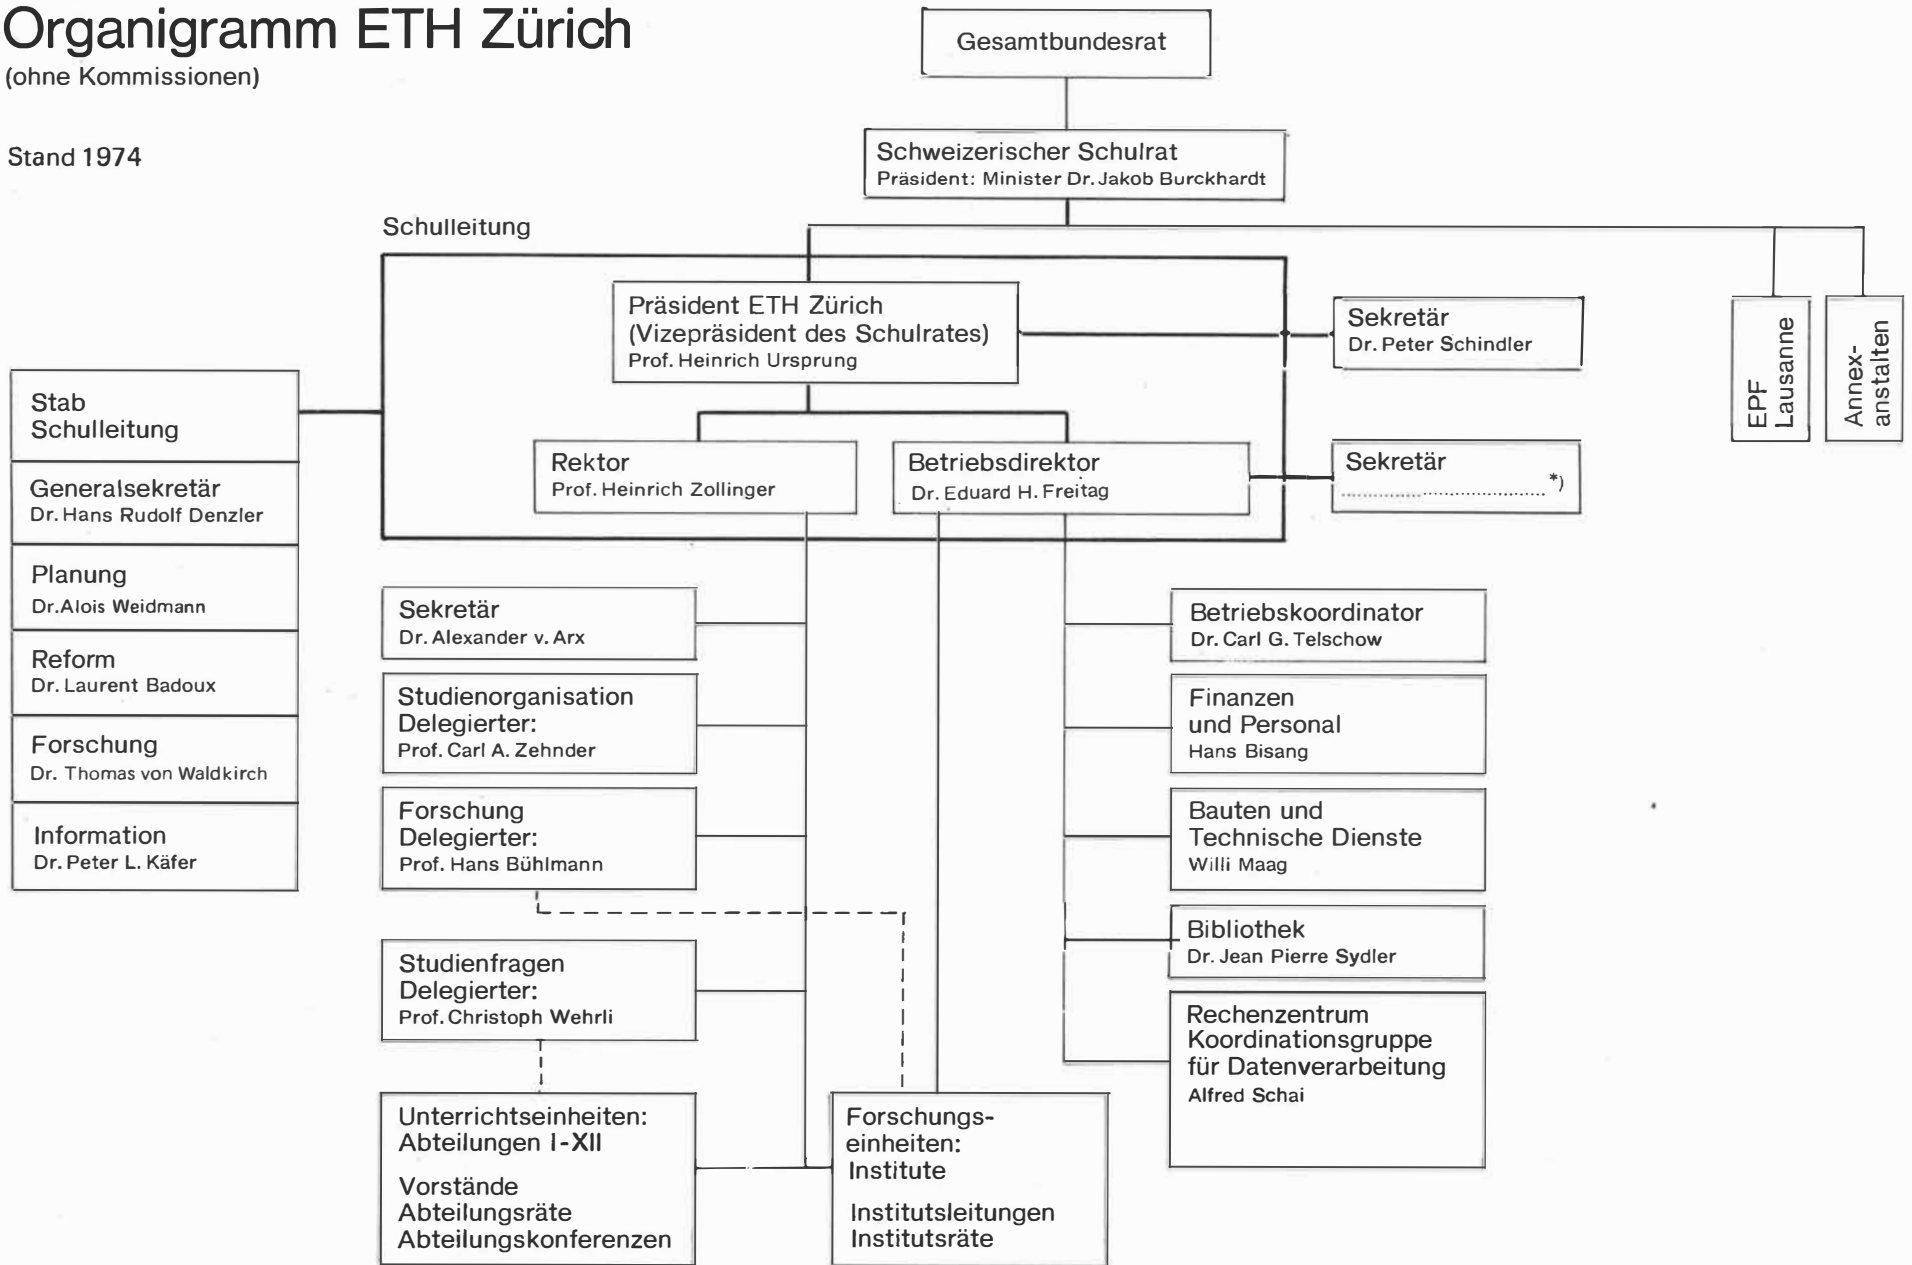 Organigramm ETH Zürich
(ohne Kommissionen)
Stand 1974
Gesamtbundesrat
Schweizerischer Schulrat
Präsident: Minister Dr. Jakob Burckhardt
Schulleitung
Präsident ETH Zürich
(Vizepräsident des Schulrates)
Prof. Heinrich Ursprung
Sekretär
Dr. Peter Schindler
EPF
Lausanne
Annex-
anstalten
Rektor
Prof. Heinrich Zollinger
Betriebsdirektor
Dr. Eduard H. Freitag
Sekretär
........................................ *)
Stab
Schulleitung
Generalsekretär
Dr. Hans Rudolf Denzler
Planung
Dr. Alois Weidmann
Reform
Dr. Laurent Badoux
Forschung
Dr. Thomas von Waldkirch
Information
Dr. Peter L. Käfer
Sekretär
Dr. Alexander v. Arx
Studienorganisation
Delegierter:
Prof. Carl A. Zehnder
Forschung
Delegierter:
Prof. Hans Bühlmann
Studienfragen
Delegierter:
Prof. Christoph Wehrli
Unterrichtseinheiten:
Abteilungen I-XII
Vorstände
Abteilungsräte
Abteilungskonferenzen
Forschungs-
einheiten:
Institute
Institutsleitungen
Institutsräte
Betriebskoordinator
Dr. Carl G. Telschow
Finanzen
und Personal
Hans Bisang
Bauten und
Technische Dienste
Willi Maag
Bibliothek
Dr. Jean Pierre Sydler
Rechenzentrum
Koordinationsgruppe
für Datenverarbeitung
Alfred Schai